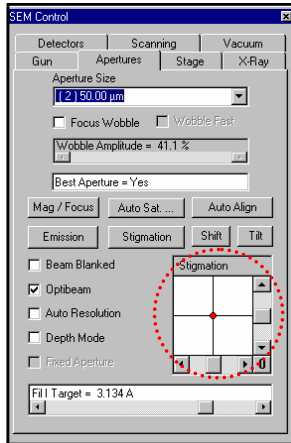 SEM Control
Detectors Scanning Vacuum
Gun Apertures Stage X-Ray
Aperture Size
( 2 ) 50.00 µm
Focus Wobble Wobble Fast
Wobble Amplitude = 41.1 %
Best Aperture = Yes
Mag / Focus Auto Sat. ... Auto Align
Emission Stigmation Shift Tilt
Beam Blanked Stigmation
Optibeam
Auto Resolution
Depth Mode
Fixed Aperture 0
Fil I Target = 3.134 A